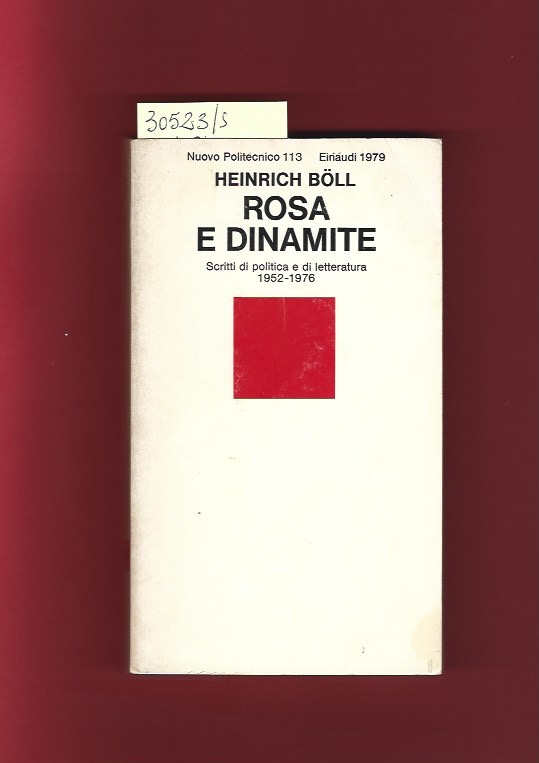 30523/s
Nuovo Politecnico 113 Einaudi 1979
HEINRICH BÖLL
ROSA
E DINAMITE
Scritti di politica e di letteratura
1952-1976